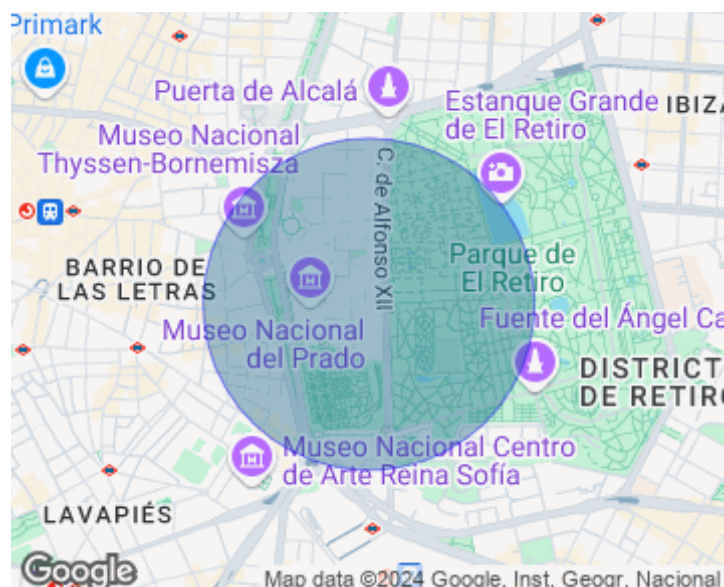 Primark
Puerta de Alcalá
Estanque Grande
de El Retiro
IBIZ
Museo Nacional
Thyssen-Bornemisza
C. de Alfonso XII
BARRIO DE
LAS LETRAS
Parque de
El Retiro
Museo Nacional
del Prado
Fuente del Ángel Ca
DISTRICT
DE RETIRO
Museo Nacional Centro
de Arte Reina Sofía
LAVAPIÉS
Google
Map data ©2024 Google, Inst. Geogr. Nacional